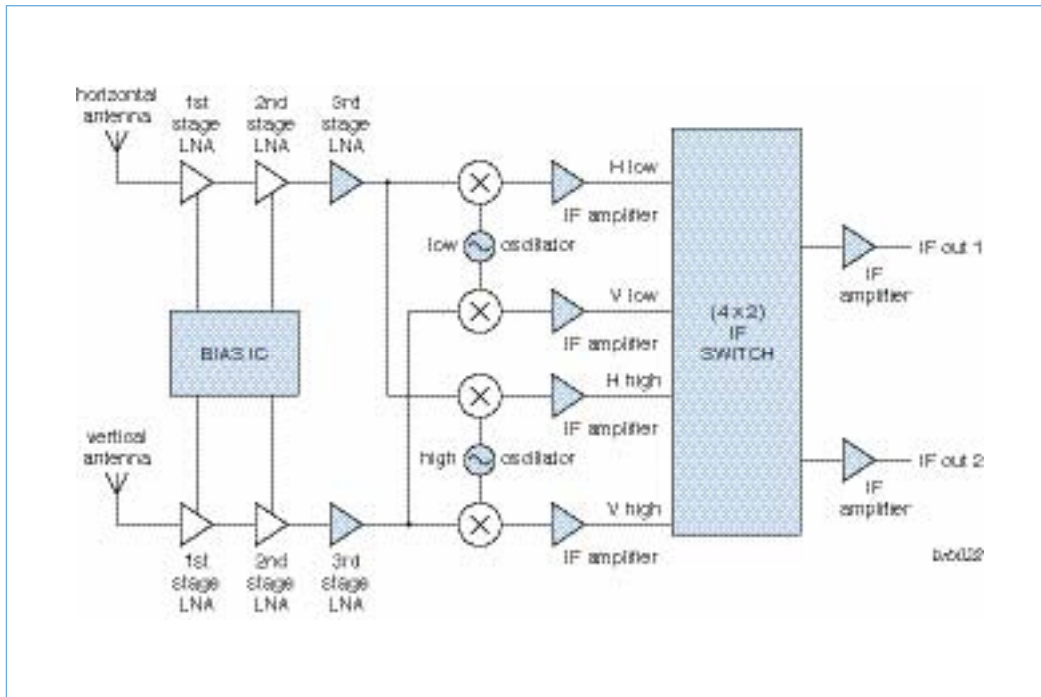 horizontal
antenna
1st
stage
LNA
2nd
stage
LNA
3rd
stage
LNA
H low
IF amplifier
low
oscillator
V low
IF amplifier
(4 x 2)
IF
SWITCH
IF out 1
IF
amplifier
BIAS IC
H high
IF amplifier
vertical
antenna
high
oscillator
V high
IF amplifier
IF out 2
IF
amplifier
1st
stage
LNA
2nd
stage
LNA
3rd
stage
LNA